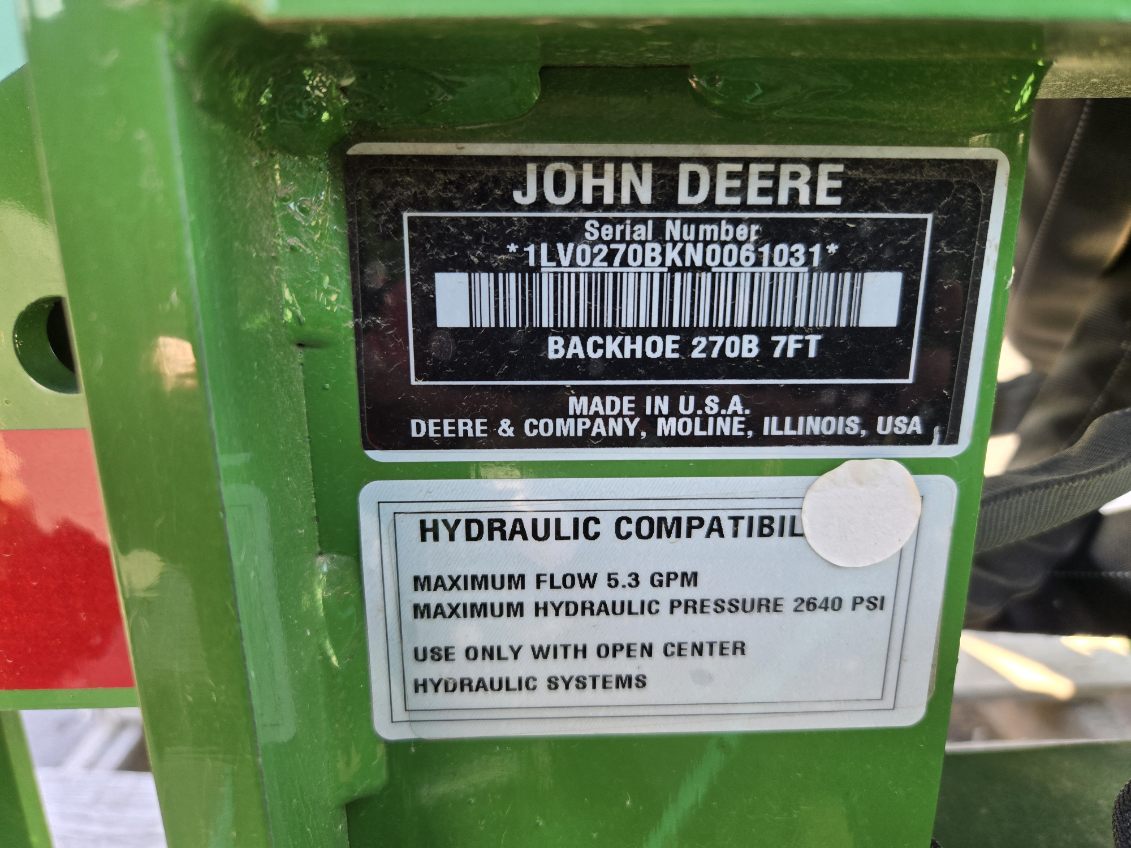 JOHN DEERE
Serial Number
*1LV0270BKN0061031*
BACKHOE 270B 7FT
MADE IN U.S.A.
DEERE & COMPANY, MOLINE, ILLINOIS, USA
HYDRAULIC COMPATIBIL
MAXIMUM FLOW 5.3 GPM
MAXIMUM HYDRAULIC PRESSURE 2640 PSI
USE ONLY WITH OPEN CENTER
HYDRAULIC SYSTEMS